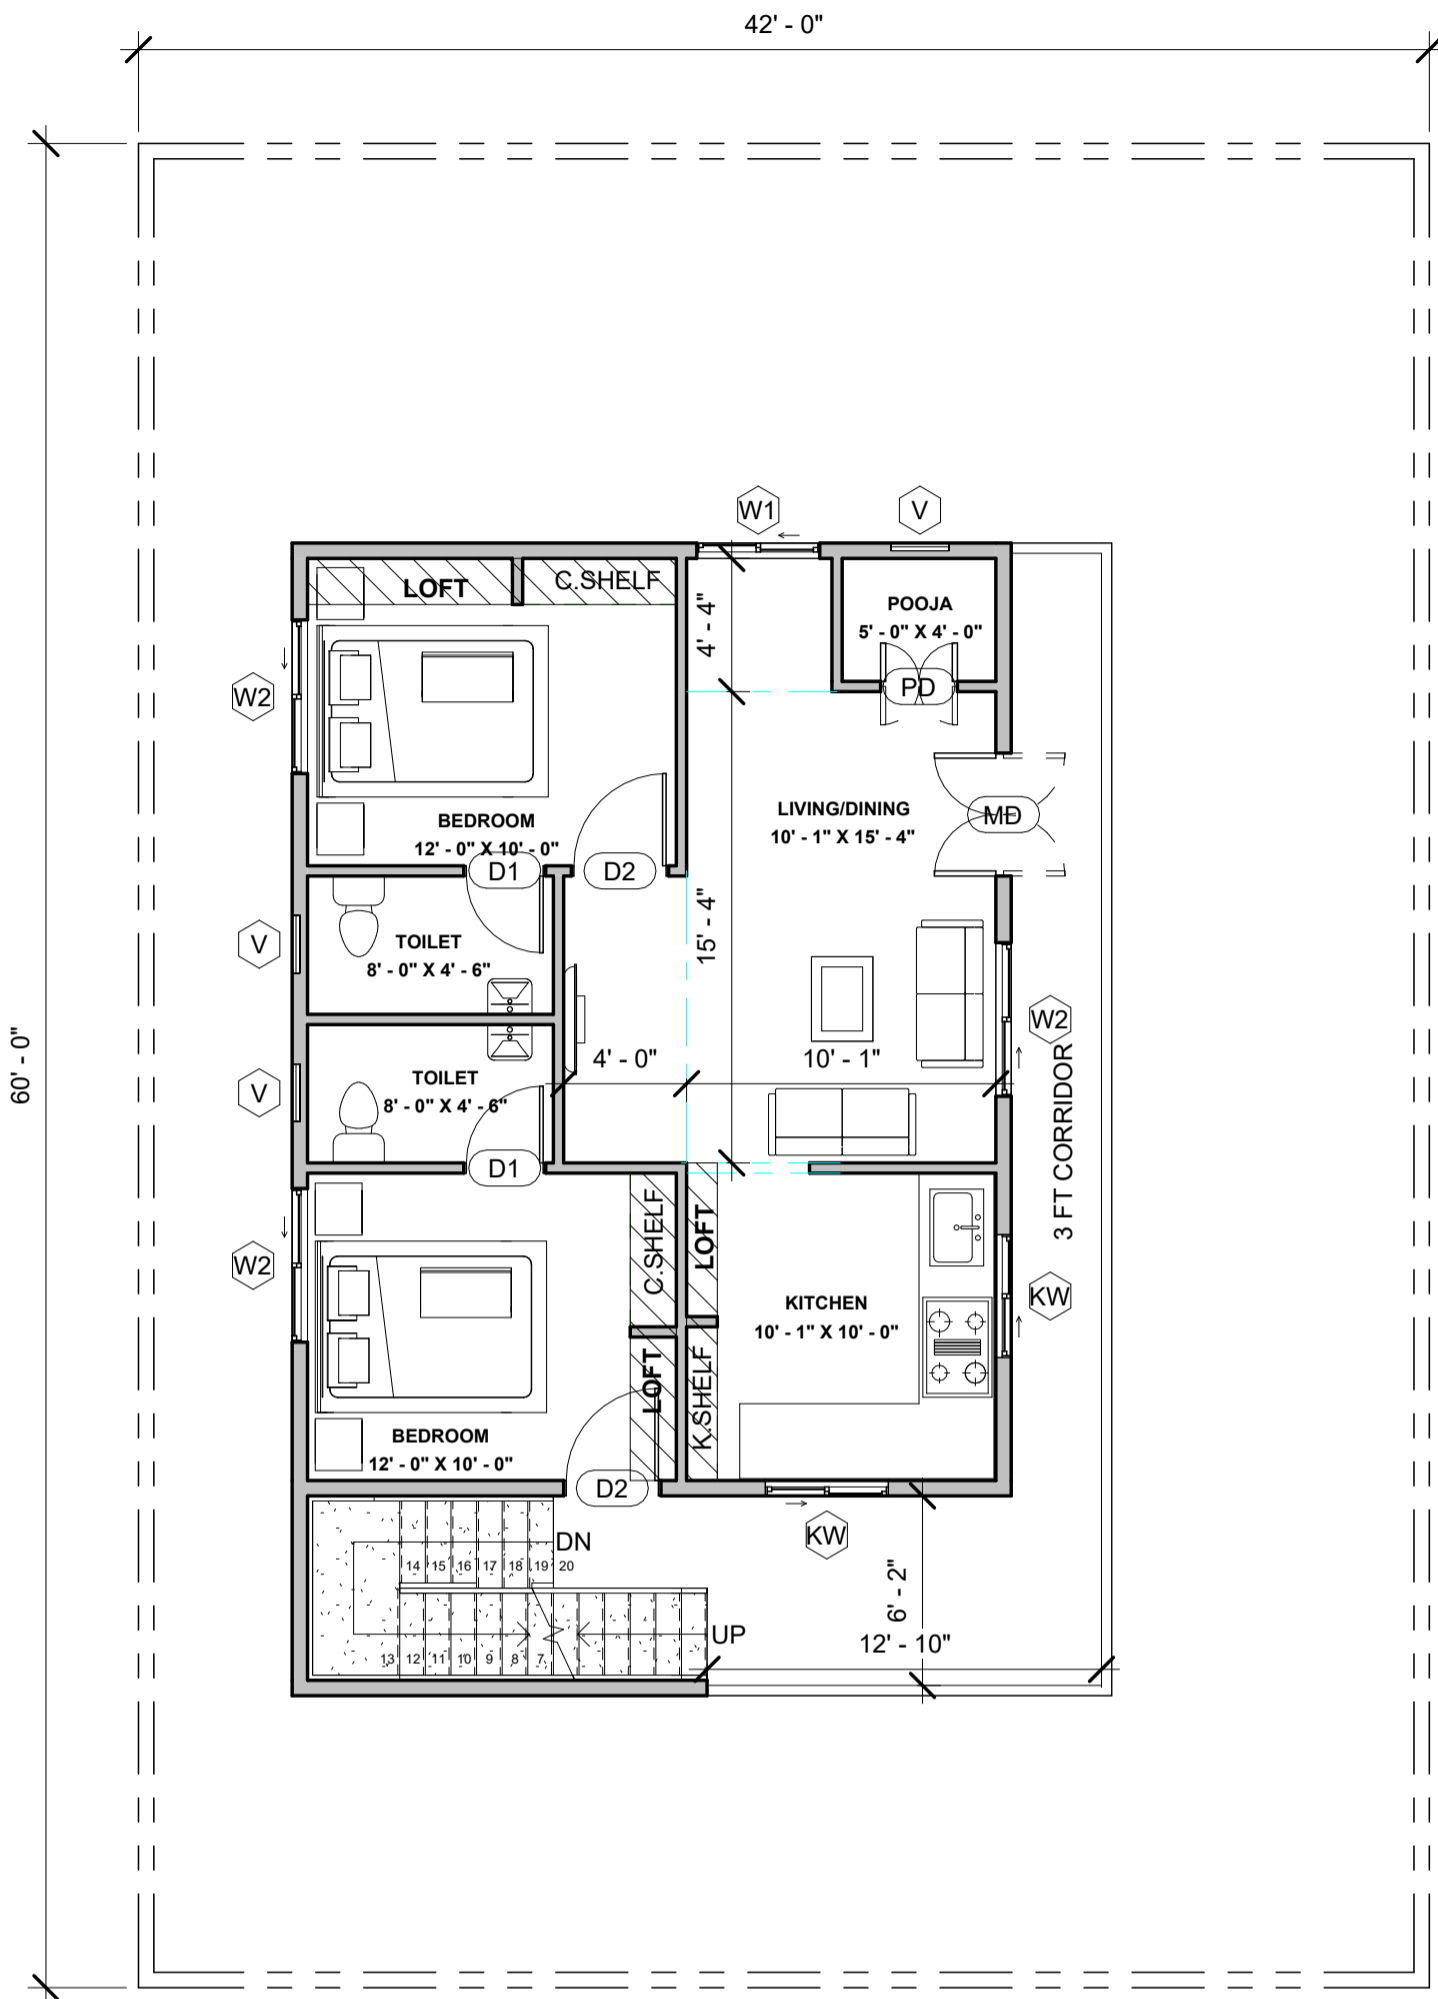 42' - 0"
60' - 0"
W1
V
LOFT
C.SHELF
POOJA
5' - 0" X 4' - 0"
4' - 4"
PD
W2
BEDROOM
12' - 0" X 10' - 0"
LIVING/DINING
10' - 1" X 15' - 4"
MD
D1
D2
V
TOILET
8' - 0" X 4' - 6"
15' - 4"
W2
4' - 0"
10' - 1"
V
TOILET
8' - 0" X 4' - 6"
3 FT CORRIDOR
D1
W2
C.SHELF
LOFT
KITCHEN
10' - 1" X 10' - 0"
KW
LOFT
K.SHELF
BEDROOM
12' - 0" X 10' - 0"
D2
KW
DN
14 15 16 17 18 19 20
6' - 2"
UP
12' - 10"
13 12 11 10 9 8 7